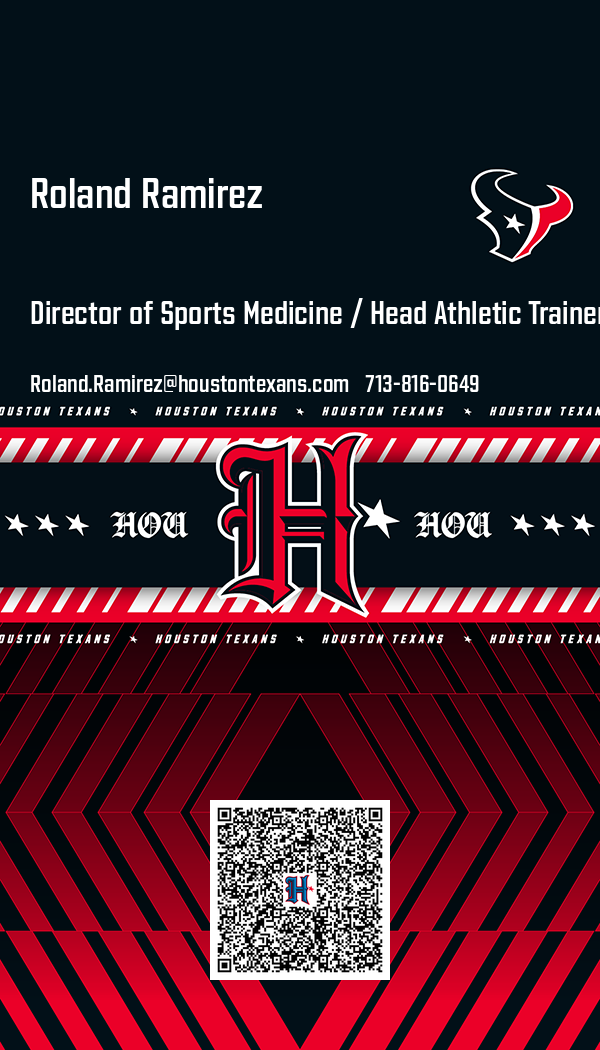 Roland Ramirez
Director of Sports Medicine / Head Athletic Trainer
Roland.Ramirez@houstontexans.com 713-816-0649
HOUSTON TEXANS HOUSTON TEXANS HOUSTON TEXANS HOUSTON TEXANS
HOU H HOU
HOUSTON TEXANS HOUSTON TEXANS HOUSTON TEXANS HOUSTON TEXANS
H